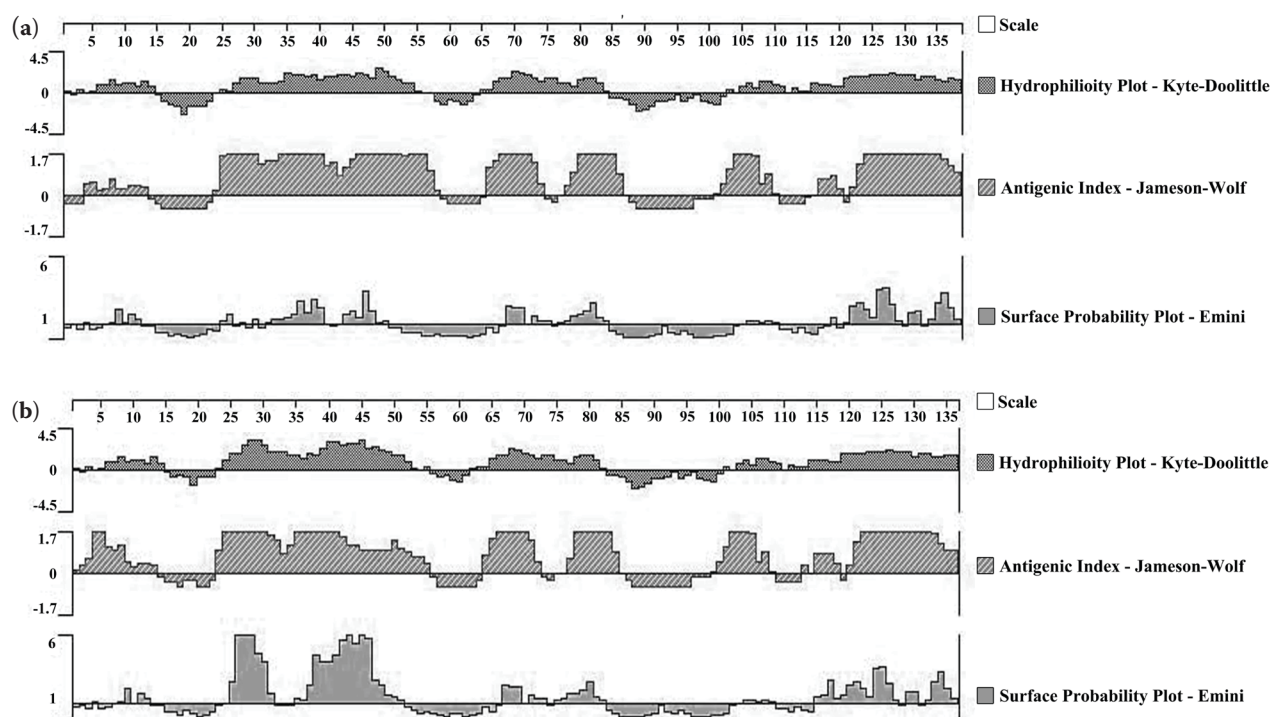 (a)
5 10 15 20 25 30 35 40 45 50 55 60 65 70 75 80 85 90 95 100 105 110 115 120 125 130 135
Scale
4.5
0
-4.5
Hydrophilioity Plot - Kyte-Doolittle
1.7
0
-1.7
Antigenic Index - Jameson-Wolf
6
1
Surface Probability Plot - Emini
(b)
5 10 15 20 25 30 35 40 45 50 55 60 65 70 75 80 85 90 95 100 105 110 115 120 125 130 135
Scale
4.5
0
-4.5
Hydrophilioity Plot - Kyte-Doolittle
1.7
0
-1.7
Antigenic Index - Jameson-Wolf
6
1
Surface Probability Plot - Emini